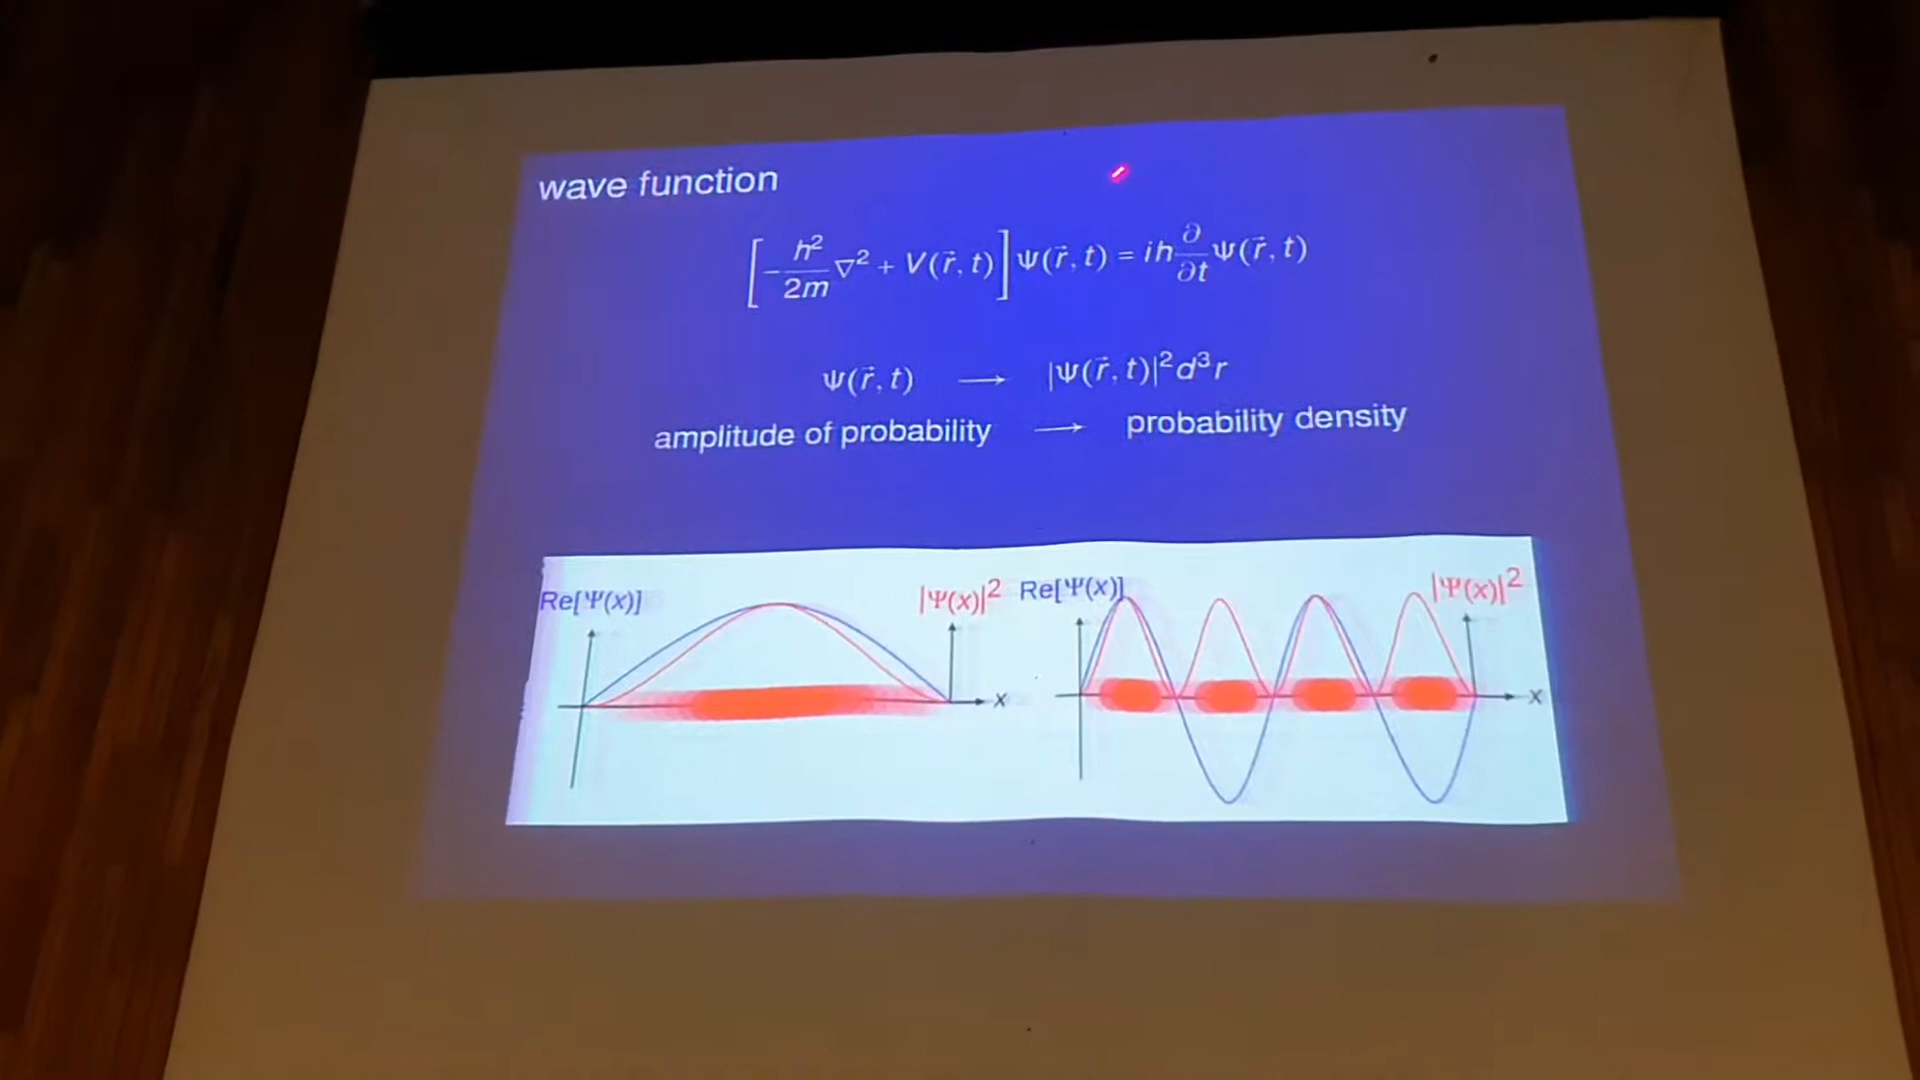 wave function
[-ħ²/2m ∇² + V(r⃗, t)] Ψ(r⃗, t) = iħ ∂/∂t Ψ(r⃗, t)
Ψ(r⃗, t) → |Ψ(r⃗, t)|² d³r
amplitude of probability → probability density
Re[Ψ(x)] |Ψ(x)|² Re[Ψ(x)] |Ψ(x)|²
x x